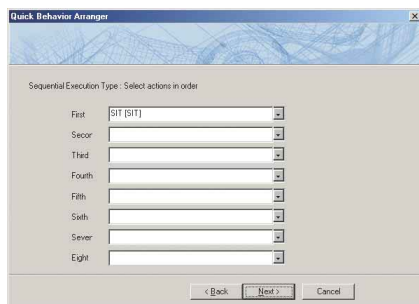 Quick Behavior Arranger
Sequential Execution Type : Select actions in order
First SIT [SIT]
Secor
Third
Fourth
Fifth
Sixth
Sever
Eight
< Back Next > Cancel